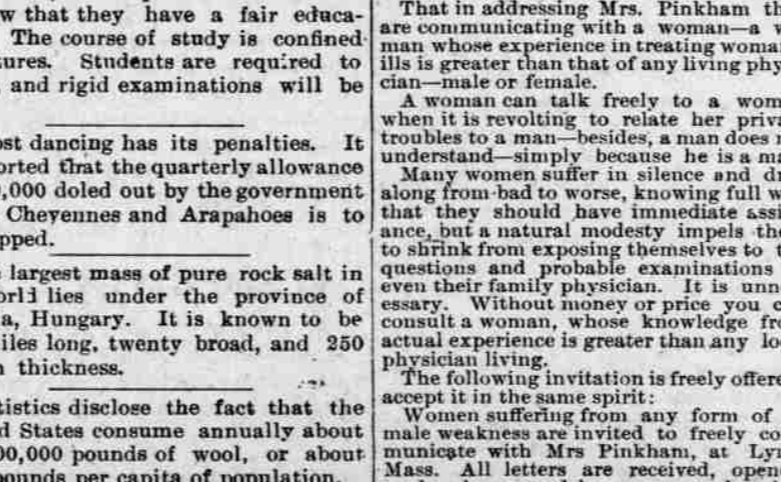 w that they have a fair educa-
The course of study is confined
tures. Students are required to
and rigid examinations will be
ost dancing has its penalties. It
orted that the quarterly allowance
,000 doled out by the government
Cheyennes and Arapahoes is to
pped.
largest mass of pure rock salt in
orld lies under the province of
a, Hungary. It is known to be
iles long, twenty broad, and 250
thickness.
tistics disclose the fact that the
d States consume annually about
00,000 pounds of wool, or about
pounds per capita of population.
That in addressing Mrs. Pinkham th
are communicating with a woman—a w
man whose experience in treating woma
ills is greater than that of any living phy
cian—male or female.
A woman can talk freely to a wom
when it is revolting to relate her priva
troubles to a man—besides, a man does n
understand—simply because he is a ma
Many women suffer in silence and dr
along from bad to worse, knowing full w
that they should have immediate assi
ance, but a natural modesty impels the
to shrink from exposing themselves to t
questions and probable examinations
even their family physician. It is unn
essary. Without money or price you c
consult a woman, whose knowledge fro
actual experience is greater than any lo
physician living.
The following invitation is freely offere
accept it in the same spirit:
Women suffering from any form of
male weakness are invited to freely co
municate with Mrs Pinkham, at Ly
Mass. All letters are received, open